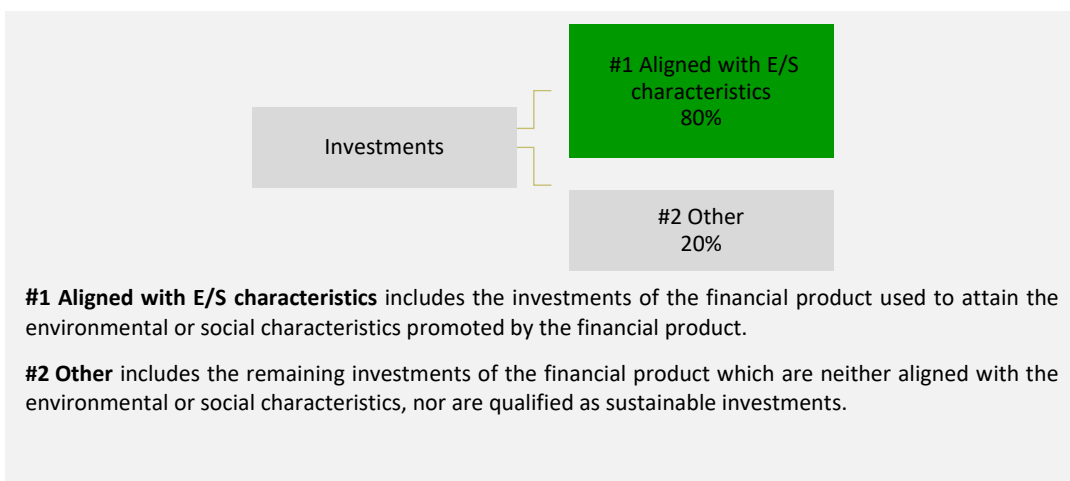 #1 Aligned with E/S
characteristics
80%
Investments
#2 Other
20%
#1 Aligned with E/S characteristics includes the investments of the financial product used to attain the
environmental or social characteristics promoted by the financial product.
#2 Other includes the remaining investments of the financial product which are neither aligned with the
environmental or social characteristics, nor are qualified as sustainable investments.